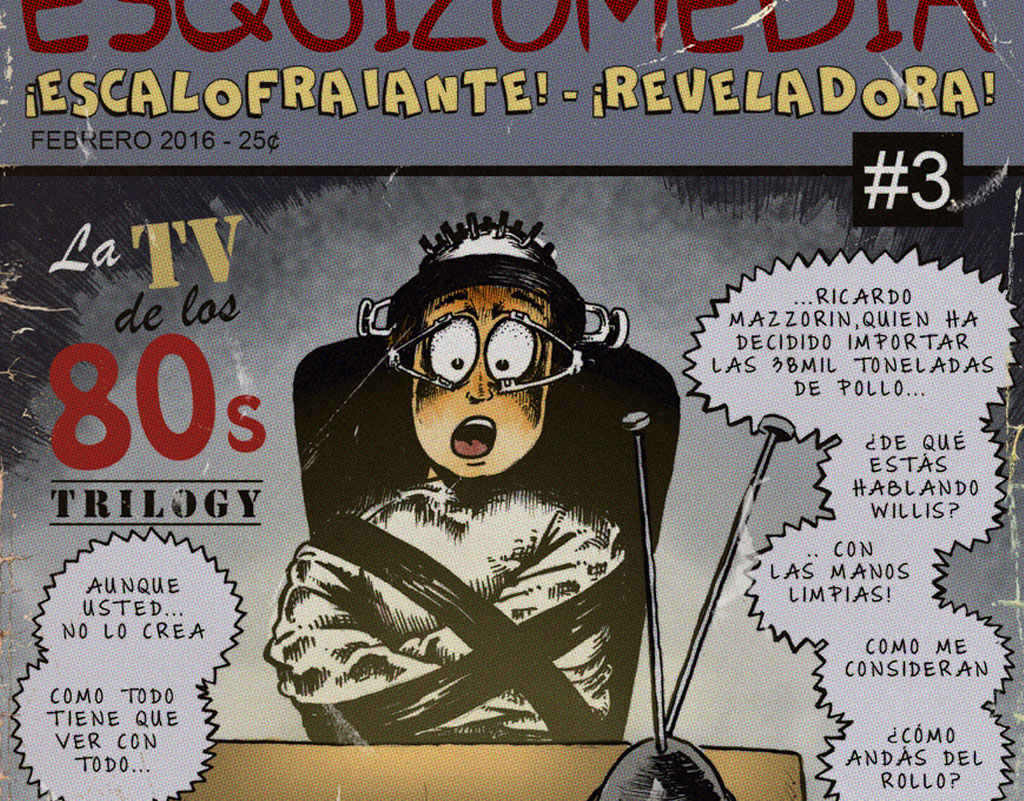 ESQUIZOMEDIA
¡ESCALOFRAIANTE! - ¡REVELADORA!
FEBRERO 2016 - 25¢
#3
La TV
de los
80s
TRILOGY
...RICARDO
MAZZORIN,QUIEN HA
DECIDIDO IMPORTAR
LAS 38MIL TONELADAS
DE POLLO...
¿DE QUÉ
ESTÁS
HABLANDO
WILLIS?
.. CON
LAS MANOS
LIMPIAS!
COMO ME
CONSIDERAN
¿CÓMO
ANDÁS DEL
ROLLO?
AUNQUE
USTED...
NO LO CREA
COMO TODO
TIENE QUE
VER CON
TODO...